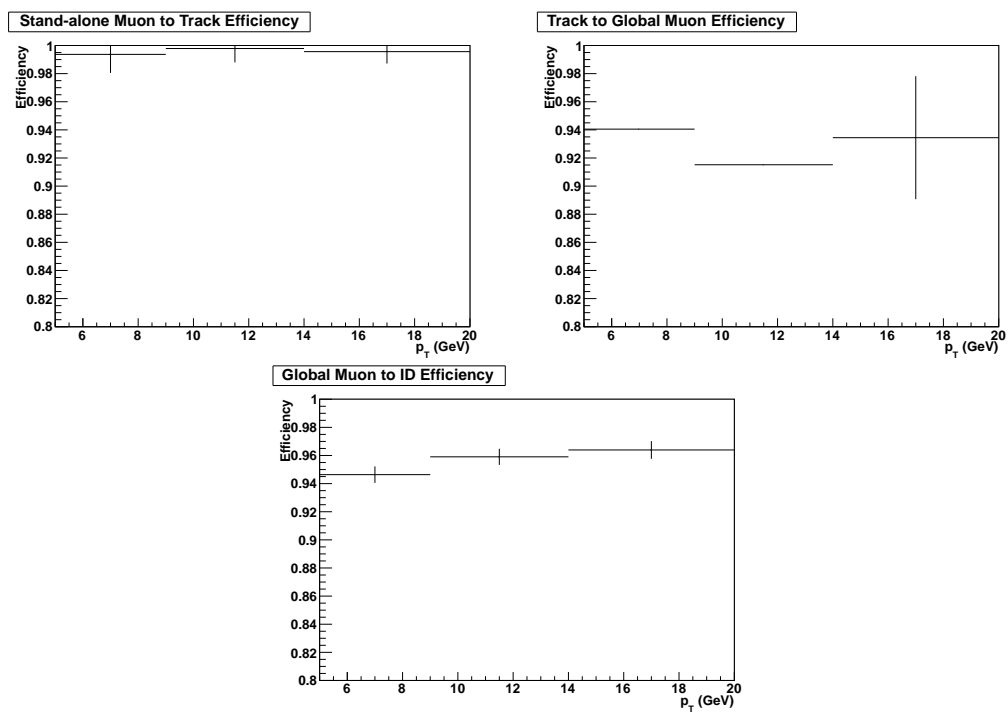 Stand-alone Muon to Track Efficiency
Efficiency
1
0.98
0.96
0.94
0.92
0.9
0.88
0.86
0.84
0.82
0.8
6 8 10 12 14 16 18 20
p_T (GeV)
Track to Global Muon Efficiency
Efficiency
1
0.98
0.96
0.94
0.92
0.9
0.88
0.86
0.84
0.82
0.8
6 8 10 12 14 16 18 20
p_T (GeV)
Global Muon to ID Efficiency
Efficiency
1
0.98
0.96
0.94
0.92
0.9
0.88
0.86
0.84
0.82
0.8
6 8 10 12 14 16 18 20
p_T (GeV)